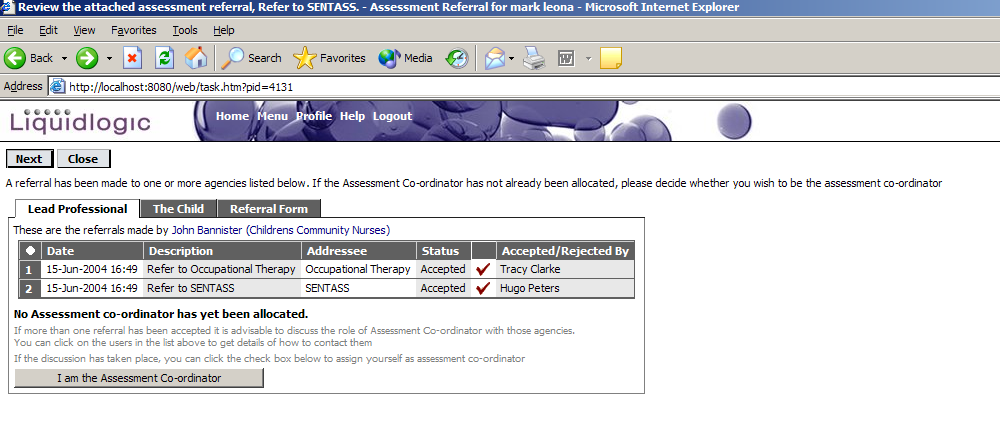 Review the attached assessment referral, Refer to SENTASS. - Assessment Referral for mark leona - Microsoft Internet Explorer
File Edit View Favorites Tools Help
Back Search Favorites Media
Address http://localhost:8080/web/task.htm?pid=4131
Liquidlogic Home Menu Profile Help Logout
Next Close
A referral has been made to one or more agencies listed below. If the Assessment Co-ordinator has not already been allocated, please decide whether you wish to be the assessment co-ordinator
Lead Professional The Child Referral Form
These are the referrals made by John Bannister (Childrens Community Nurses)
Date Description Addressee Status Accepted/Rejected By
1 15-Jun-2004 16:49 Refer to Occupational Therapy Occupational Therapy Accepted Tracy Clarke
2 15-Jun-2004 16:49 Refer to SENTASS SENTASS Accepted Hugo Peters
No Assessment co-ordinator has yet been allocated.
If more than one referral has been accepted it is advisable to discuss the role of Assessment Co-ordinator with those agencies.
You can click on the users in the list above to get details of how to contact them
If the discussion has taken place, you can click the check box below to assign yourself as assessment co-ordinator
I am the Assessment Co-ordinator